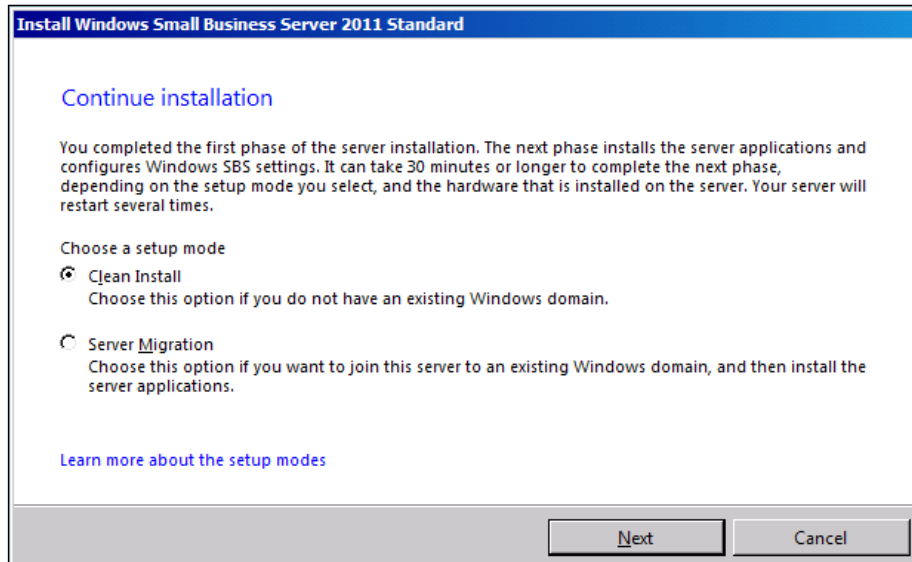 Install Windows Small Business Server 2011 Standard
Continue installation
You completed the first phase of the server installation. The next phase installs the server applications and
configures Windows SBS settings. It can take 30 minutes or longer to complete the next phase,
depending on the setup mode you select, and the hardware that is installed on the server. Your server will
restart several times.
Choose a setup mode
Clean Install
Choose this option if you do not have an existing Windows domain.
Server Migration
Choose this option if you want to join this server to an existing Windows domain, and then install the
server applications.
Learn more about the setup modes
Next
Cancel